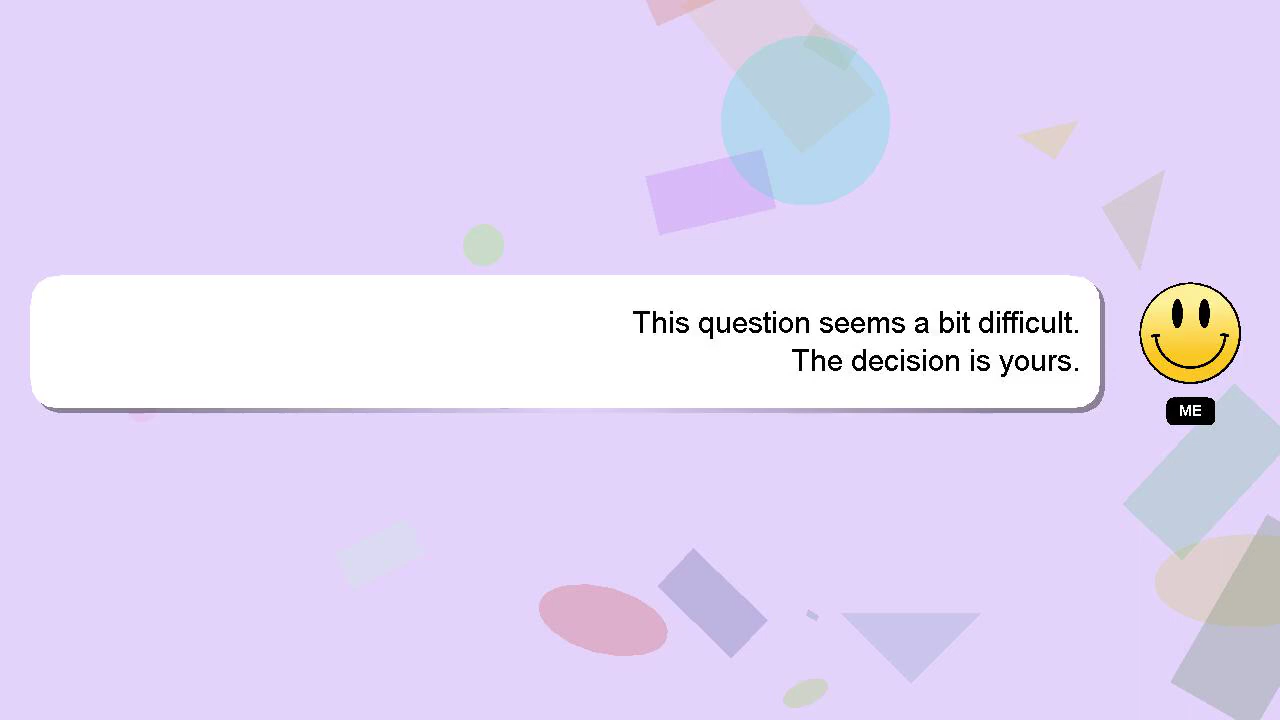 This question seems a bit difficult.
The decision is yours.
ME